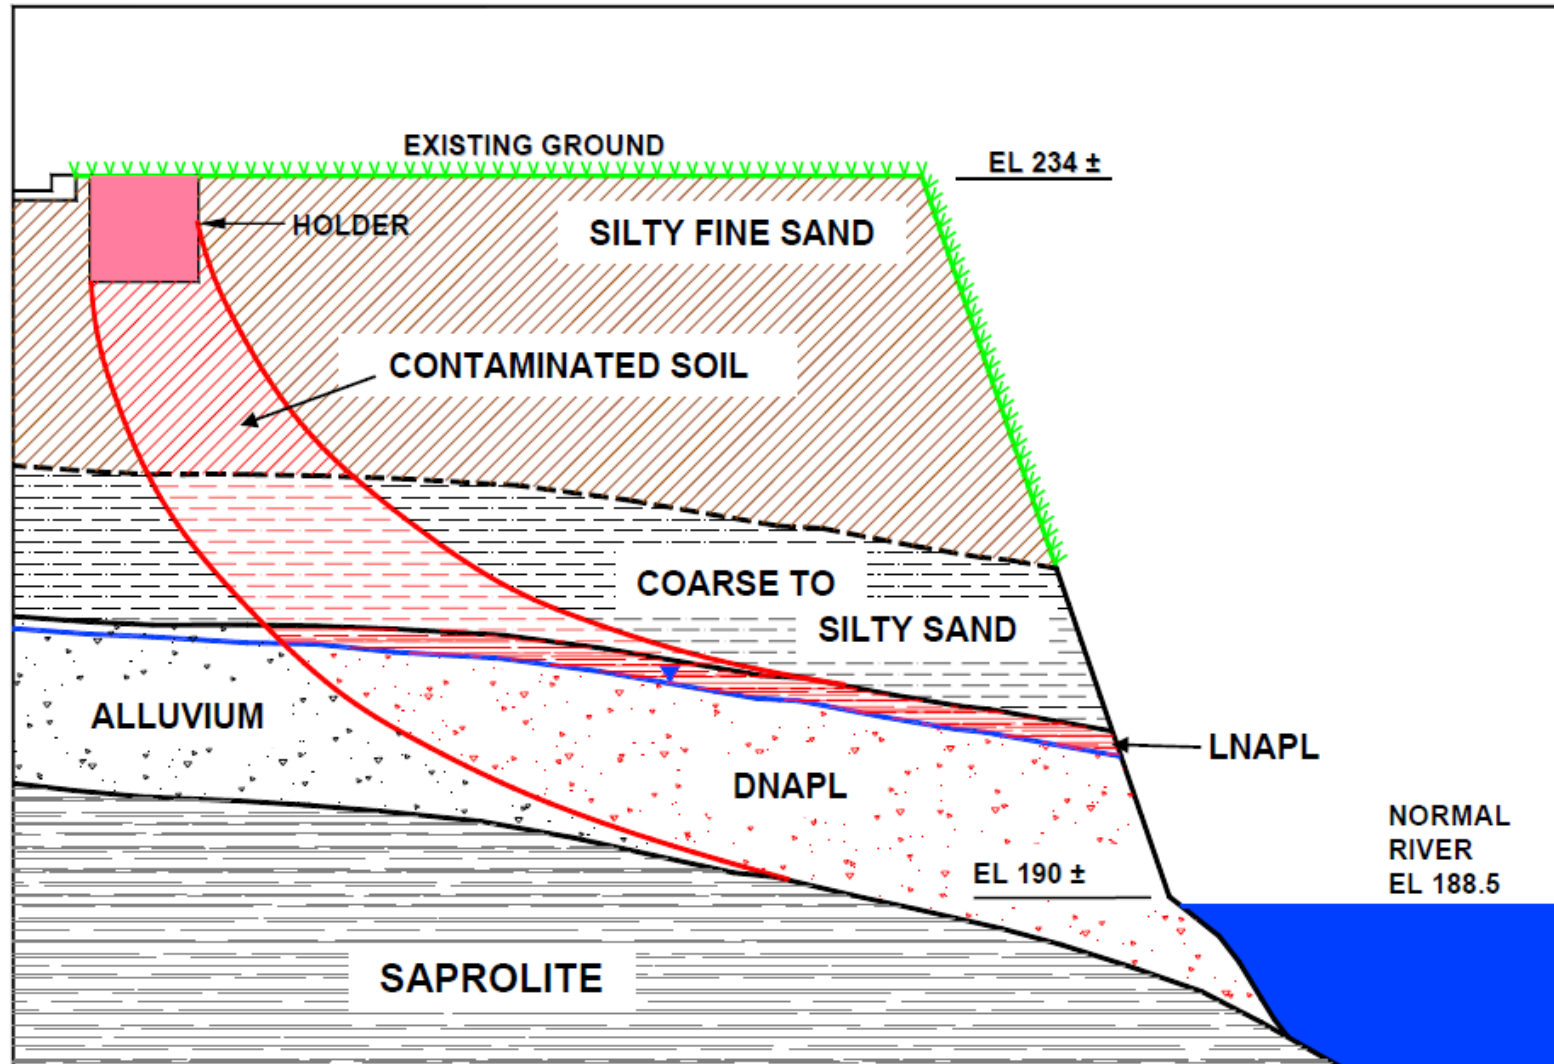 EXISTING GROUND
EL 234 ±
HOLDER
SILTY FINE SAND
CONTAMINATED SOIL
COARSE TO
SILTY SAND
ALLUVIUM
LNAPL
DNAPL
NORMAL
RIVER
EL 188.5
EL 190 ±
SAPROLITE